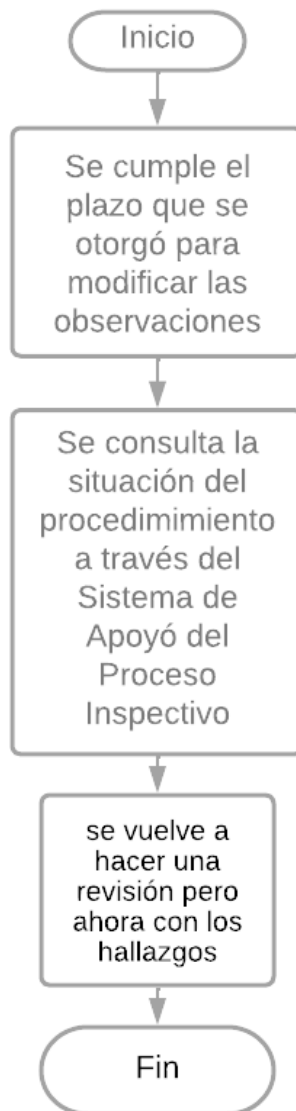 Inicio
Se cumple el
plazo que se
otorgó para
modificar las
observaciones
Se consulta la
situación del
procedimimiento
a través del
Sistema de
Apoyó del
Proceso
Inspectivo
se vuelve a
hacer una
revisión pero
ahora con los
hallazgos
Fin